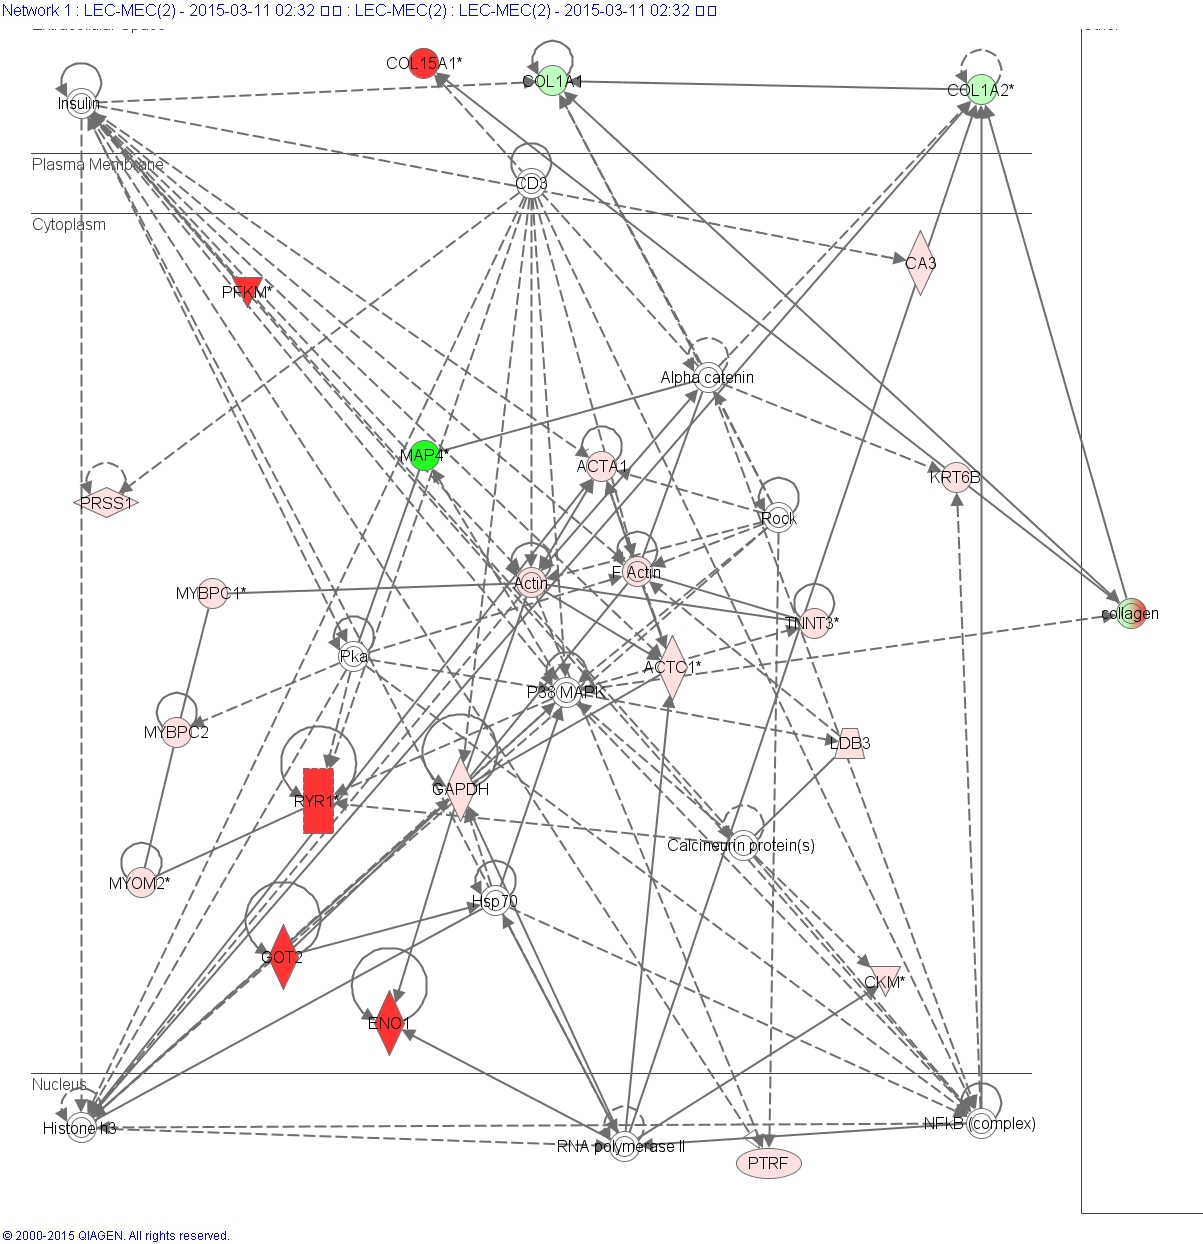 Network 1 : LEC-MEC(2) - 2015-03-11 02:32 □□ : LEC-MEC(2) : LEC-MEC(2) - 2015-03-11 02:32 □□
Extracellular Space
Other
COL15A1*
COL1A1
COL1A2*
Insulin
Plasma Membrane
CD3
Cytoplasm
CA3
PFKM*
Alpha catenin
MAP4*
ACTA1
KRT6B
PRSS1
Rock
F Actin
Actin
MYBPC1*
collagen
TNNT3*
Pka
ACTC1*
P38 MAPK
MYBPC2
LDB3
GAPDH
RYR1*
Calcineurin protein(s)
MYOM2*
Hsp70
GOT2
CKM*
ENO1
Nucleus
NFkB (complex)
Histone h3
RNA polymerase II
PTRF
© 2000-2015 QIAGEN. All rights reserved.